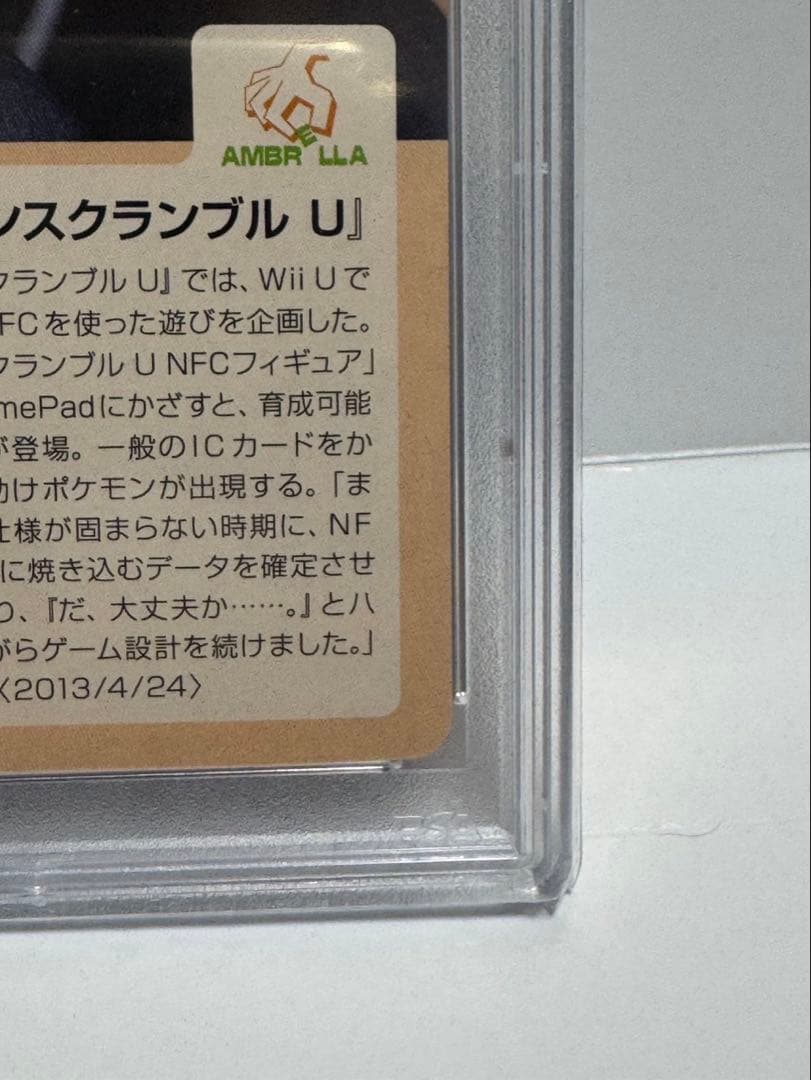 AMBRELLA
ンスクランブル U』
クランブル U』では、Wii Uで
FCを使った遊びを企画した。
クランブル U NFCフィギュア」
mePadにかざすと、育成可能
が登場。一般のICカードをか
助けポケモンが出現する。「ま
仕様が固まらない時期に、NF
に焼き込むデータを確定させ
り、『だ、大丈夫か……。』とハ
がらゲーム設計を続けました。」
〈2013/4/24〉
PSA